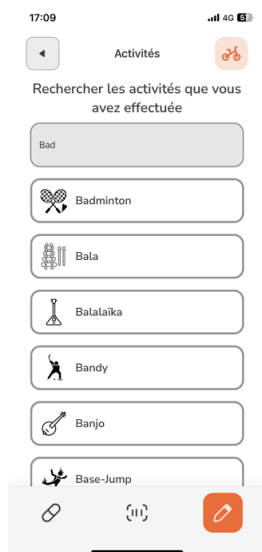 17:09
4G
Activités
Rechercher les activités que vous
avez effectuée
Bad
Badminton
Bala
Balalaïka
Bandy
Banjo
Base-Jump